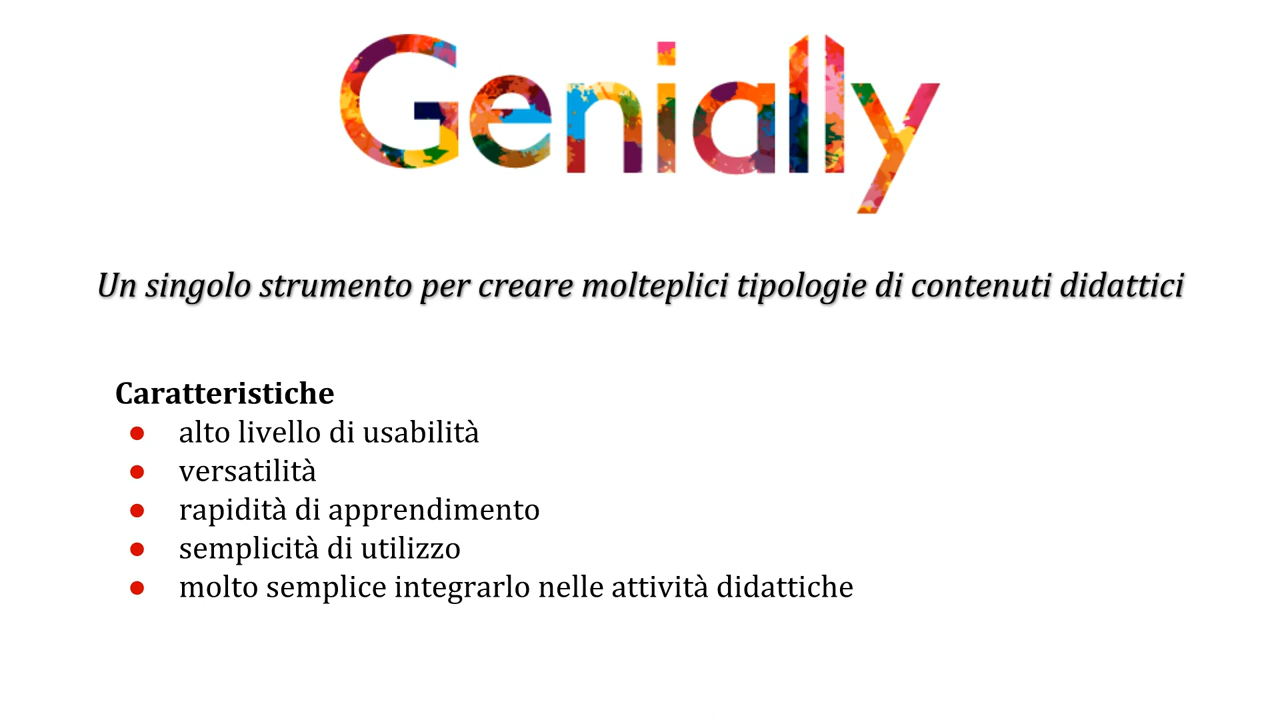 Genially
Un singolo strumento per creare molteplici tipologie di contenuti didattici
Caratteristiche
● alto livello di usabilità
● versatilità
● rapidità di apprendimento
● semplicità di utilizzo
● molto semplice integrarlo nelle attività didattiche